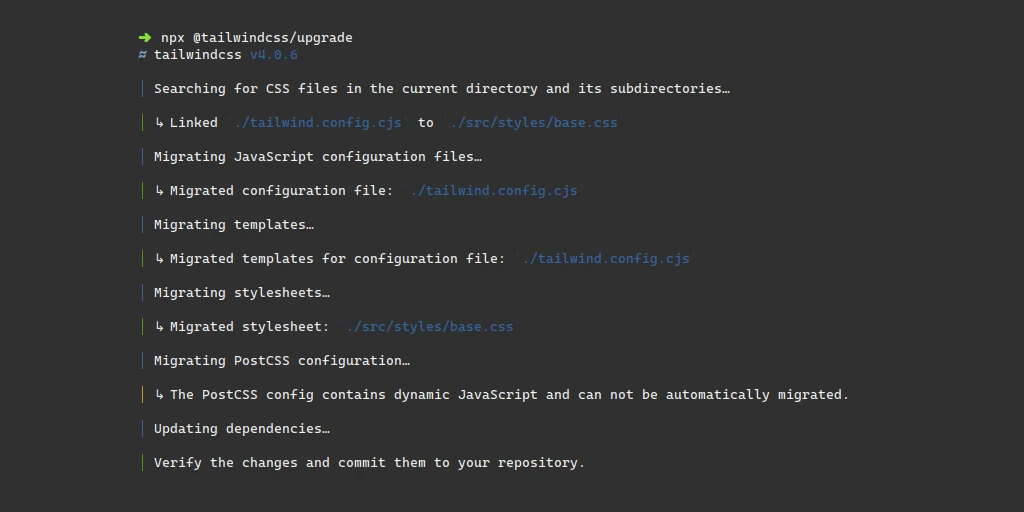 ➜ npx @tailwindcss/upgrade
≈ tailwindcss v4.0.6
│ Searching for CSS files in the current directory and its subdirectories…
│ ↳ Linked `./tailwind.config.cjs` to `./src/styles/base.css`
│ Migrating JavaScript configuration files…
│ ↳ Migrated configuration file: `./tailwind.config.cjs`
│ Migrating templates…
│ ↳ Migrated templates for configuration file: `./tailwind.config.cjs`
│ Migrating stylesheets…
│ ↳ Migrated stylesheet: `./src/styles/base.css`
│ Migrating PostCSS configuration…
│ ↳ The PostCSS config contains dynamic JavaScript and can not be automatically migrated.
│ Updating dependencies…
│ Verify the changes and commit them to your repository.